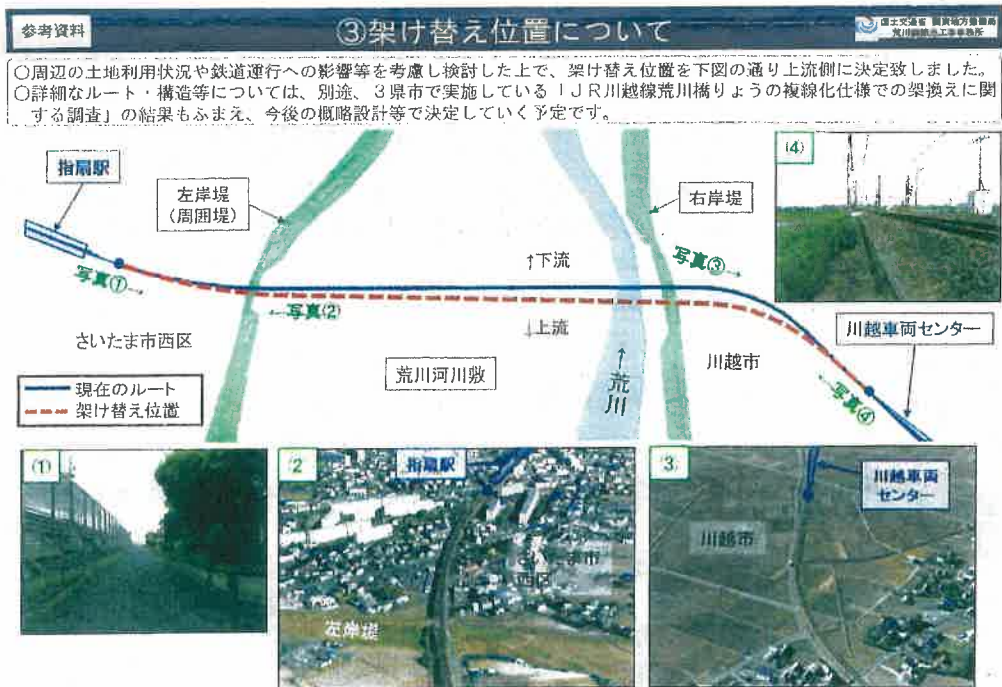 参考資料
③架け替え位置について
国土交通省 関東地方整備局
荒川調節池工事事務所
○周辺の土地利用状況や鉄道運行への影響等を考慮し検討した上で、架け替え位置を下図の通り上流側に決定致しました。
○詳細なルート・構造等については、別途、3県市で実施している「JR川越線荒川橋りょうの複線化仕様での架換えに関
する調査」の結果もふまえ、今後の概略設計等で決定していく予定です。
指扇駅
左岸堤
(周囲堤)
右岸堤
(4)
写真①→
↑下流
写真③→
←写真(2)
↓上流
さいたま市西区
荒川河川敷
↑荒川
川越市
川越車両センター
←写真④
現在のルート
架け替え位置
(1)
(2)
指扇駅
市
西区
左岸堤
(3)
川越市
川越車両
センター